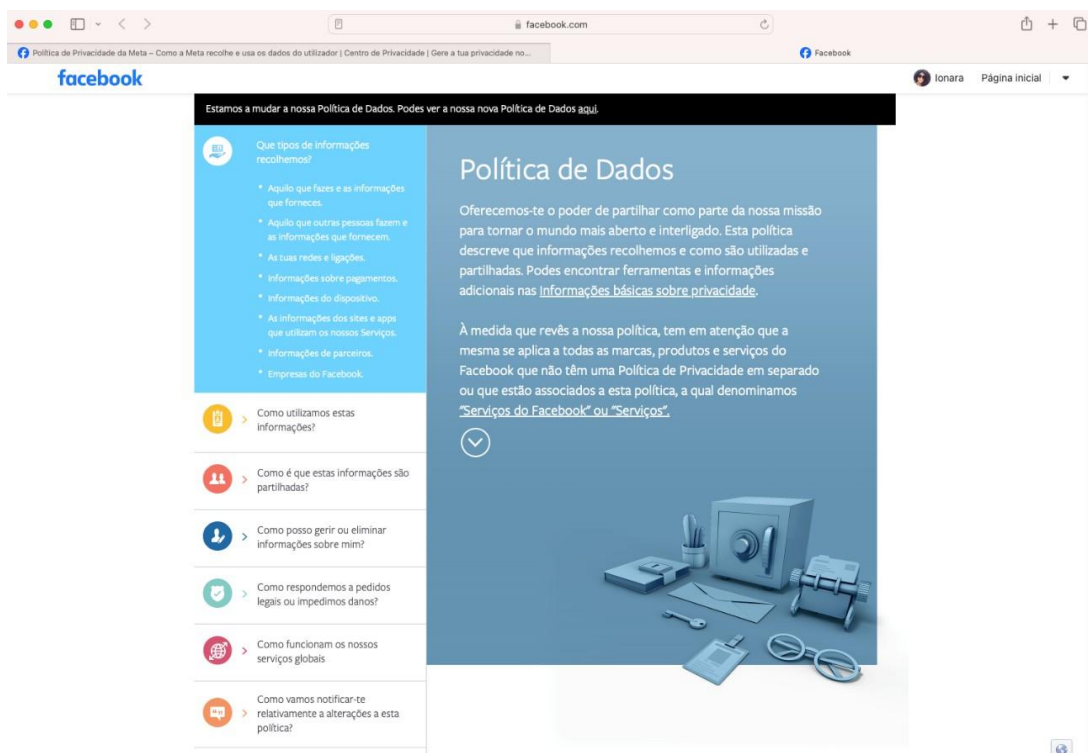 facebook.com
Política de Privacidade da Meta – Como a Meta recolhe e usa os dados do utilizador | Centro de Privacidade | Gere a tua privacidade no...
Facebook
facebook
Ionara
Página inicial
Estamos a mudar a nossa Política de Dados. Podes ver a nossa nova Política de Dados aqui.
Que tipos de informações
recolhemos?
* Aquilo que fazes e as informações
que forneces.
* Aquilo que outras pessoas fazem e
as informações que fornecem.
* As tuas redes e ligações.
* Informações sobre pagamentos.
* Informações do dispositivo.
* As informações dos sites e apps
que utilizam os nossos Serviços.
* Informações de parceiros.
* Empresas do Facebook.
Como utilizamos estas
informações?
Como é que estas informações são
partilhadas?
Como posso gerir ou eliminar
informações sobre mim?
Como respondemos a pedidos
legais ou impedimos danos?
Como funcionam os nossos
serviços globais
Como vamos notificar-te
relativamente a alterações a esta
política?
Política de Dados
Oferecemos-te o poder de partilhar como parte da nossa missão
para tornar o mundo mais aberto e interligado. Esta política
descreve que informações recolhemos e como são utilizadas e
partilhadas. Podes encontrar ferramentas e informações
adicionais nas Informações básicas sobre privacidade.
À medida que revês a nossa política, tem em atenção que a
mesma se aplica a todas as marcas, produtos e serviços do
Facebook que não têm uma Política de Privacidade em separado
ou que estão associados a esta política, a qual denominamos
"Serviços do Facebook" ou "Serviços".